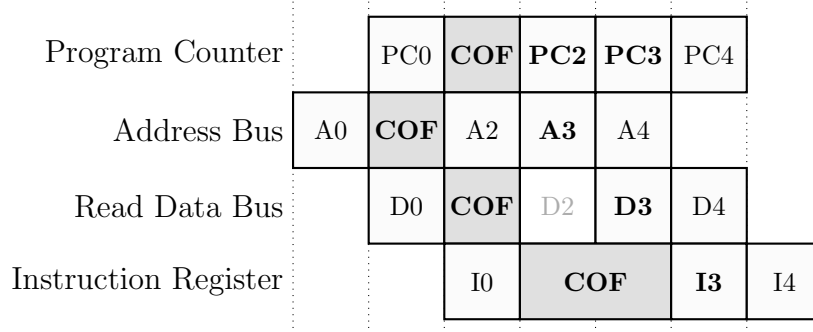 Program Counter PC0 COF PC2 PC3 PC4
Address Bus A0 COF A2 A3 A4
Read Data Bus D0 COF D2 D3 D4
Instruction Register I0 COF I3 I4